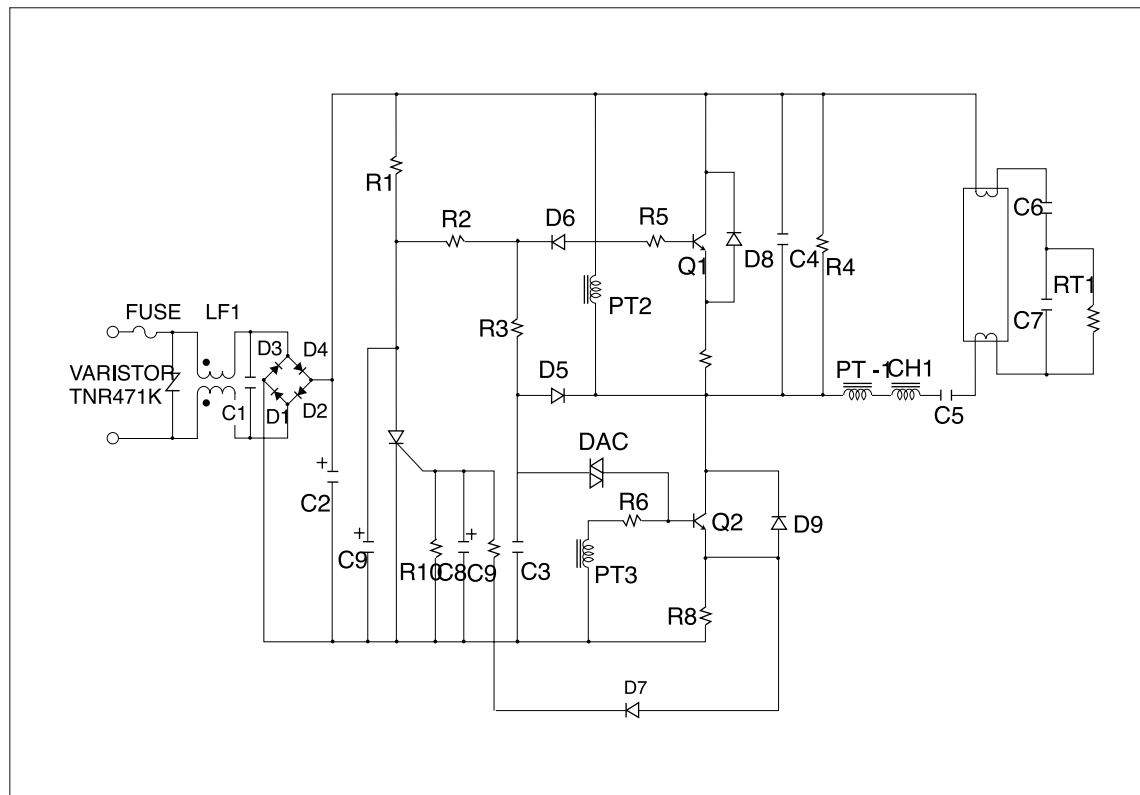 R1
R2
D6
R5
Q1
D8
C4
R4
C6
RT1
C7
PT2
R3
FUSE
LF1
D3
D4
VARISTOR
TNR471K
C1
D1
D2
D5
PT -1
CH1
C5
DAC
C2
R6
Q2
D9
C9
R10
C8
C9
C3
PT3
R8
D7